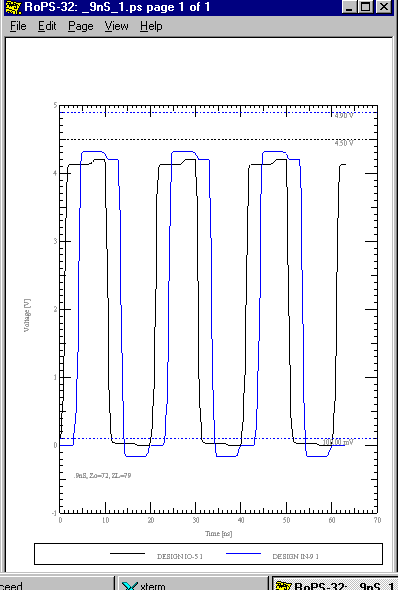 RoPS-32: _9nS_1.ps page 1 of 1
File Edit Page View Help
5
4.90 V
4.50 V
4
3
2
Voltage [V]
1
100.00 mV
0
.9nS, Zo=72, ZL=79
-1
0 10 20 30 40 50 60 70
Time [ns]
DESIGN IO-5 1 DESIGN IN-9 1
ceed xterm RoPS-32: _9nS_1